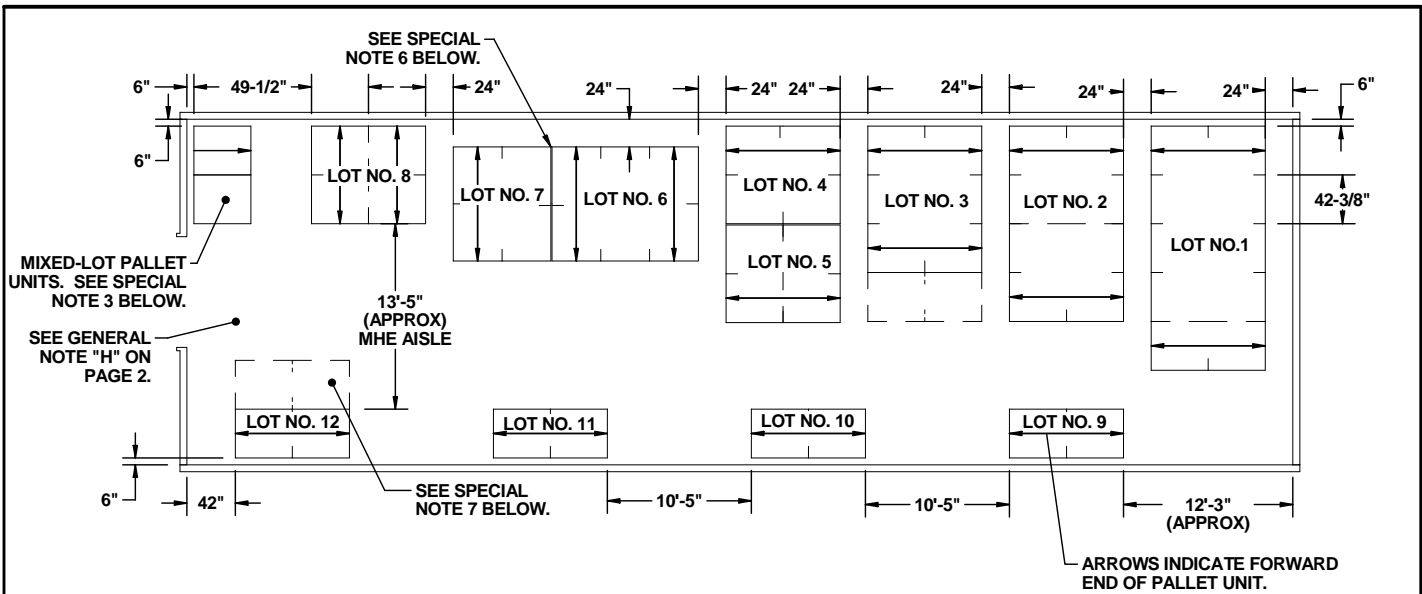 SEE SPECIAL
NOTE 6 BELOW.
6"
49-1/2"
24"
24"
24"
24"
24"
24"
24"
6"
6"
LOT NO. 8
LOT NO. 7
LOT NO. 6
LOT NO. 4
LOT NO. 3
LOT NO. 2
42-3/8"
LOT NO.1
LOT NO. 5
MIXED-LOT PALLET
UNITS. SEE SPECIAL
NOTE 3 BELOW.
13'-5"
(APPROX)
MHE AISLE
SEE GENERAL
NOTE "H" ON
PAGE 2.
LOT NO. 12
LOT NO. 11
LOT NO. 10
LOT NO. 9
6"
42"
SEE SPECIAL
NOTE 7 BELOW.
10'-5"
10'-5"
12'-3"
(APPROX)
ARROWS INDICATE FORWARD
END OF PALLET UNIT.